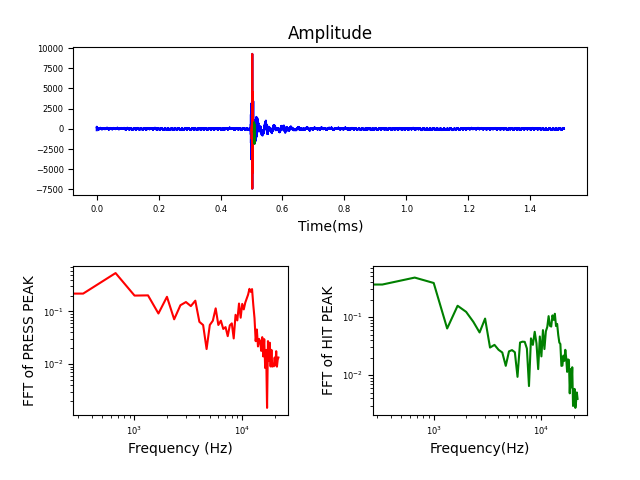 Amplitude
10000
7500
5000
2500
0
−2500
−5000
−7500
0.0 0.2 0.4 0.6 0.8 1.0 1.2 1.4
Time(ms)
FFT of PRESS PEAK
10⁻¹
10⁻²
10³ 10⁴
Frequency (Hz)
FFT of HIT PEAK
10⁻¹
10⁻²
10³ 10⁴
Frequency(Hz)